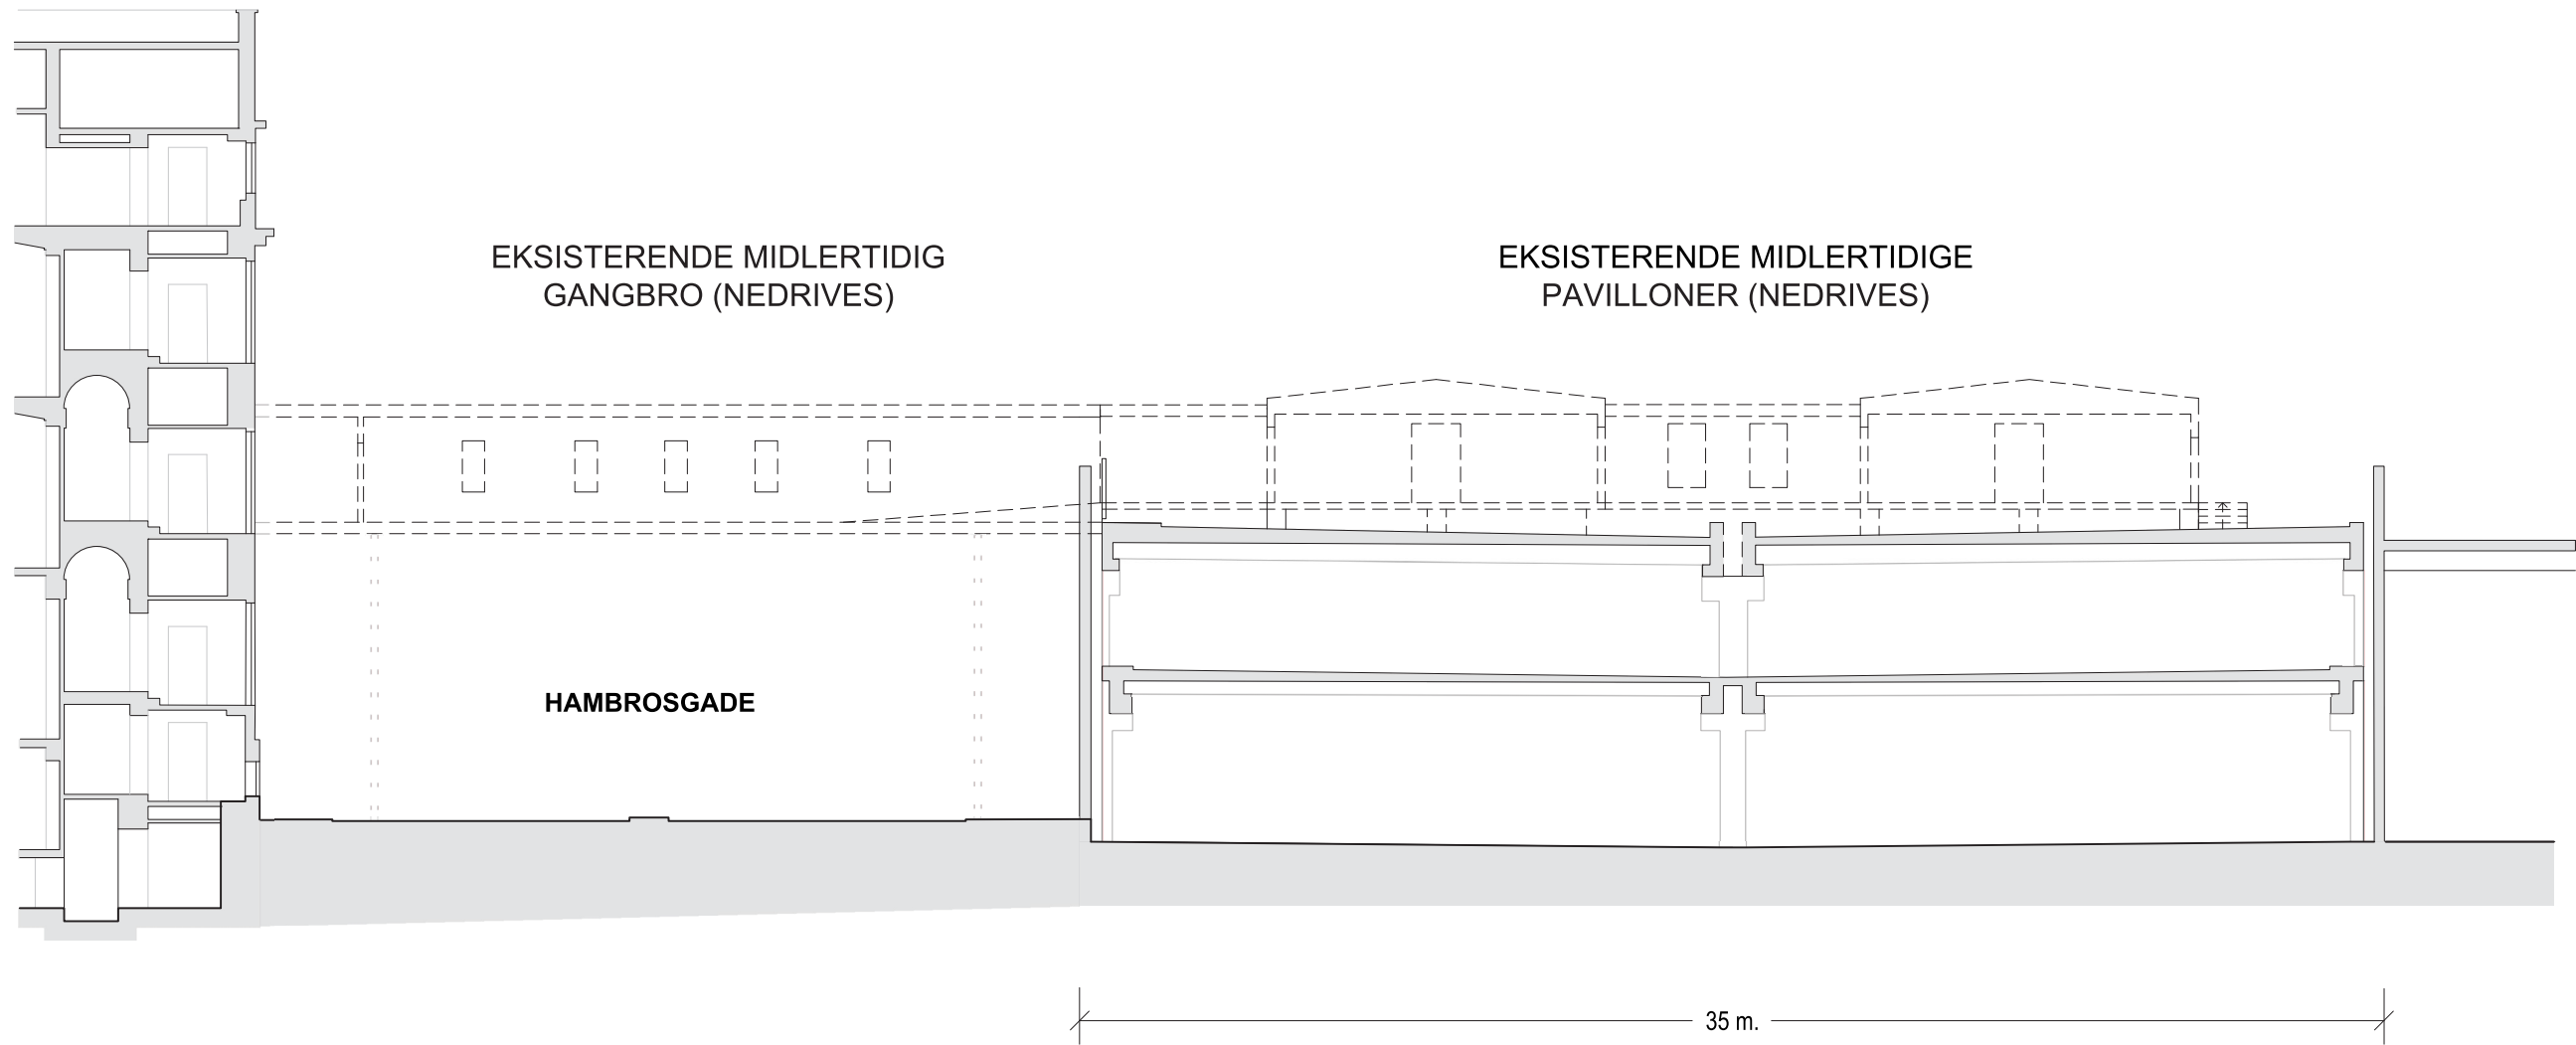 EKSISTERENDE MIDLERTIDIG
GANGBRO (NEDRIVES)
EKSISTERENDE MIDLERTIDIGE
PAVILLONER (NEDRIVES)
HAMBROSGADE
35 m.